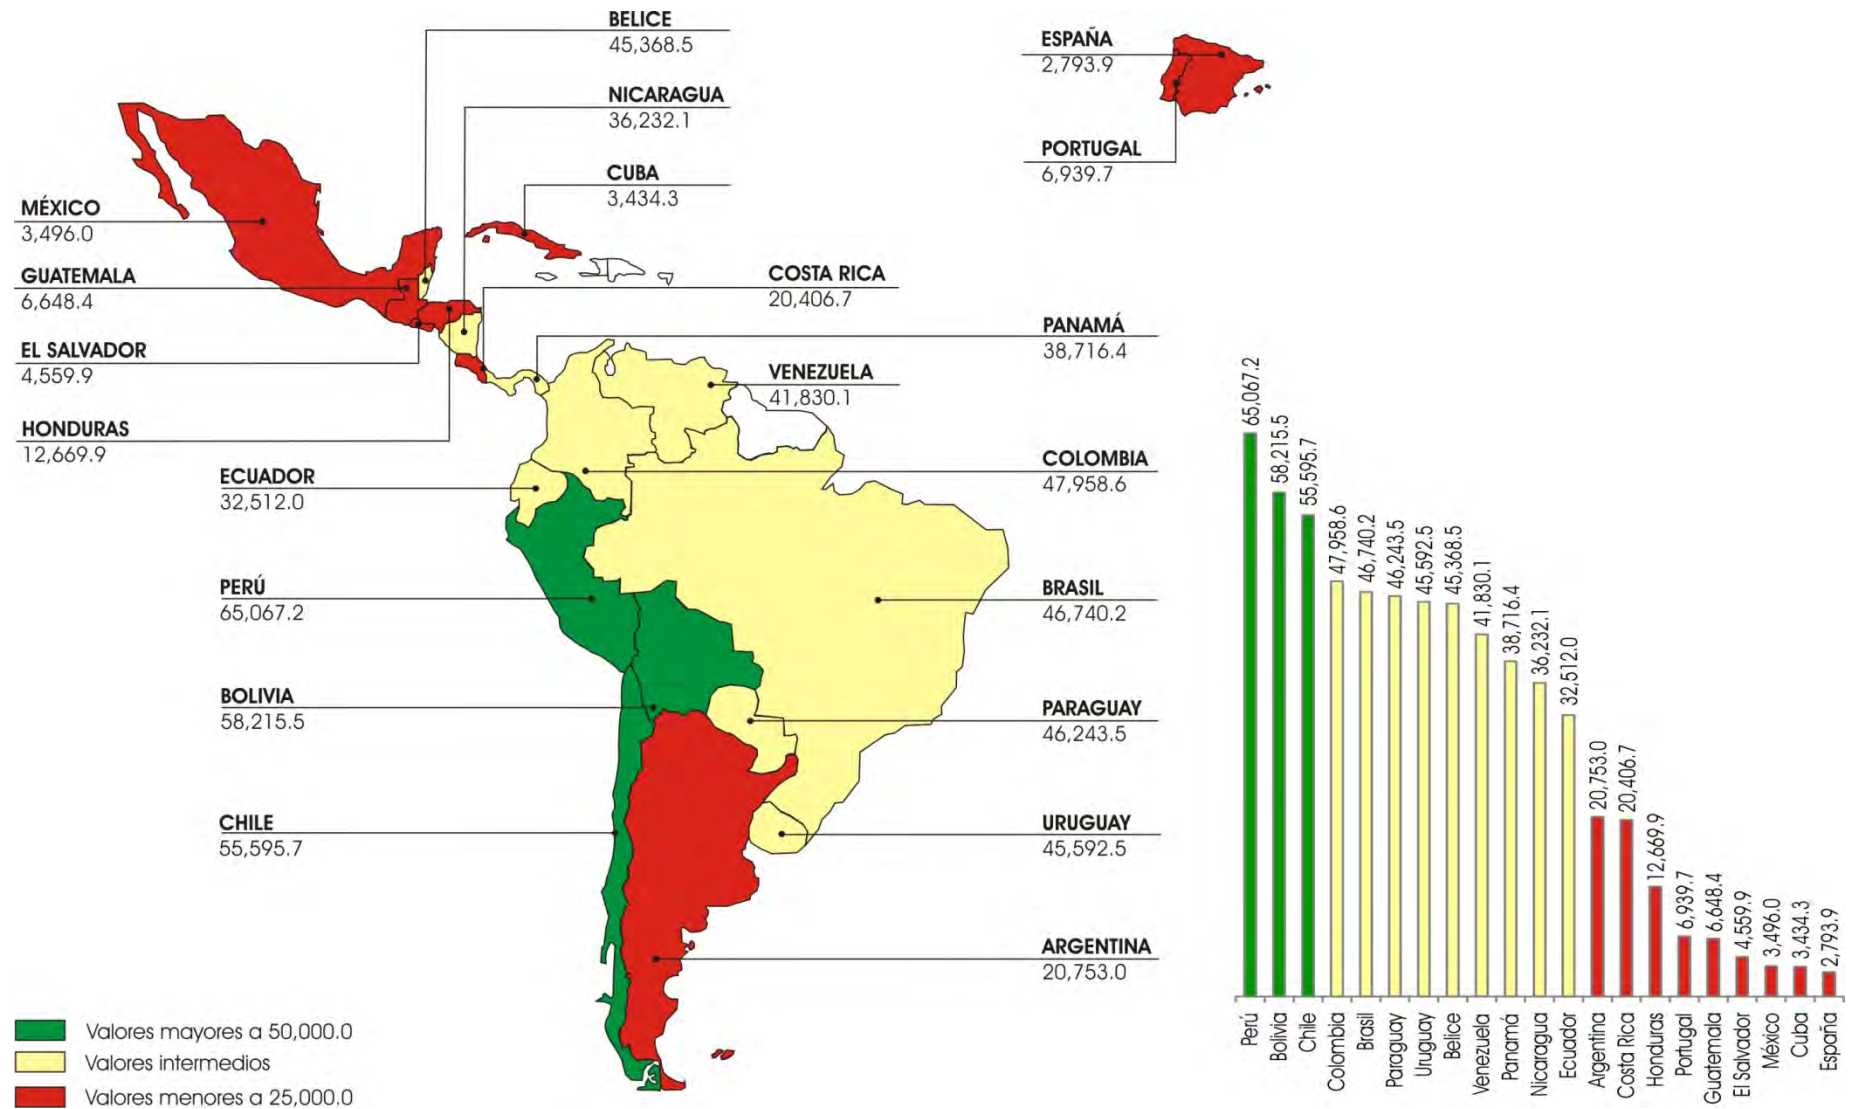 BELICE
45,368.5
NICARAGUA
36,232.1
CUBA
3,434.3
ESPAÑA
2,793.9
PORTUGAL
6,939.7
MÉXICO
3,496.0
GUATEMALA
6,648.4
EL SALVADOR
4,559.9
HONDURAS
12,669.9
COSTA RICA
20,406.7
PANAMÁ
38,716.4
VENEZUELA
41,830.1
COLOMBIA
47,958.6
ECUADOR
32,512.0
PERÚ
65,067.2
BRASIL
46,740.2
BOLIVIA
58,215.5
PARAGUAY
46,243.5
CHILE
55,595.7
URUGUAY
45,592.5
ARGENTINA
20,753.0
Valores mayores a 50,000.0
Valores intermedios
Valores menores a 25,000.0
65,067.2
58,215.5
55,595.7
47,958.6
46,740.2
46,243.5
45,592.5
45,368.5
41,830.1
38,716.4
36,232.1
32,512.0
20,753.0
20,406.7
12,669.9
6,939.7
6,648.4
4,559.9
3,496.0
3,434.3
2,793.9
Perú
Bolivia
Chile
Colombia
Brasil
Paraguay
Uruguay
Belice
Venezuela
Panamá
Nicaragua
Ecuador
Argentina
Costa Rica
Honduras
Portugal
Guatemala
El Salvador
México
Cuba
España